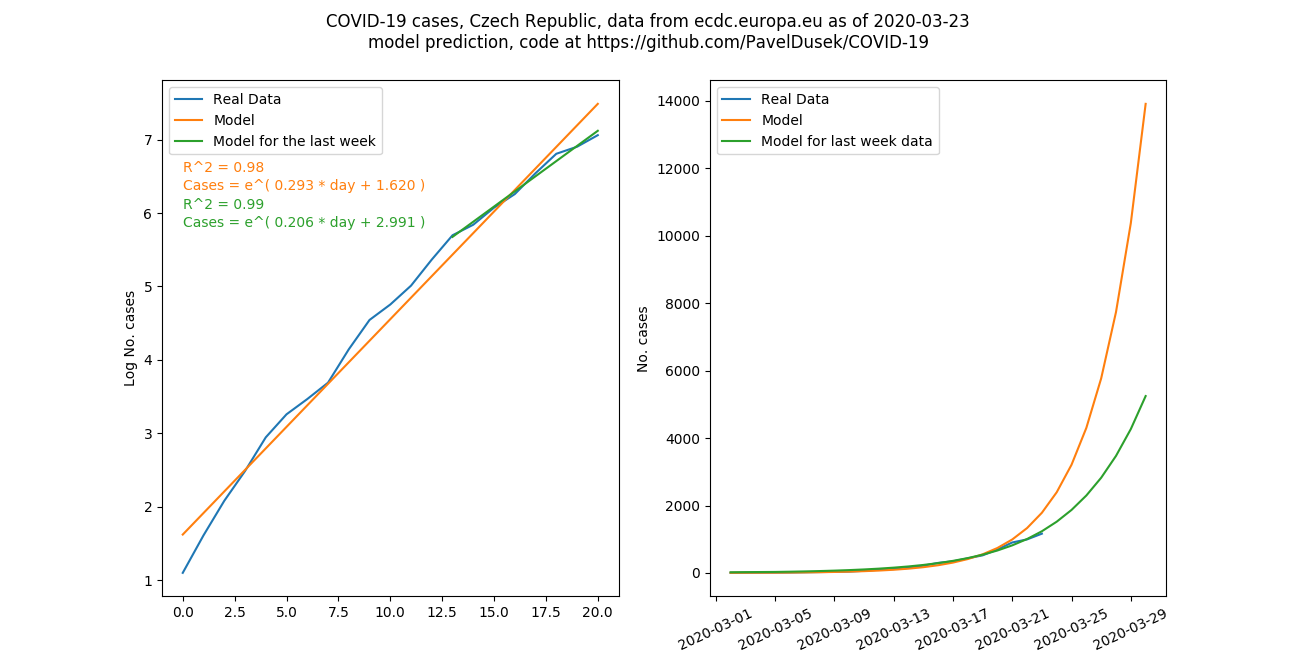 COVID-19 cases, Czech Republic, data from ecdc.europa.eu as of 2020-03-23
model prediction, code at https://github.com/PavelDusek/COVID-19
Real Data
Model
Model for the last week
R^2 = 0.98
Cases = e^( 0.293 * day + 1.620 )
R^2 = 0.99
Cases = e^( 0.206 * day + 2.991 )
Log No. cases
7
6
5
4
3
2
1
0.0 2.5 5.0 7.5 10.0 12.5 15.0 17.5 20.0
Real Data
Model
Model for last week data
No. cases
14000
12000
10000
8000
6000
4000
2000
0
2020-03-01 2020-03-05 2020-03-09 2020-03-13 2020-03-17 2020-03-21 2020-03-25 2020-03-29